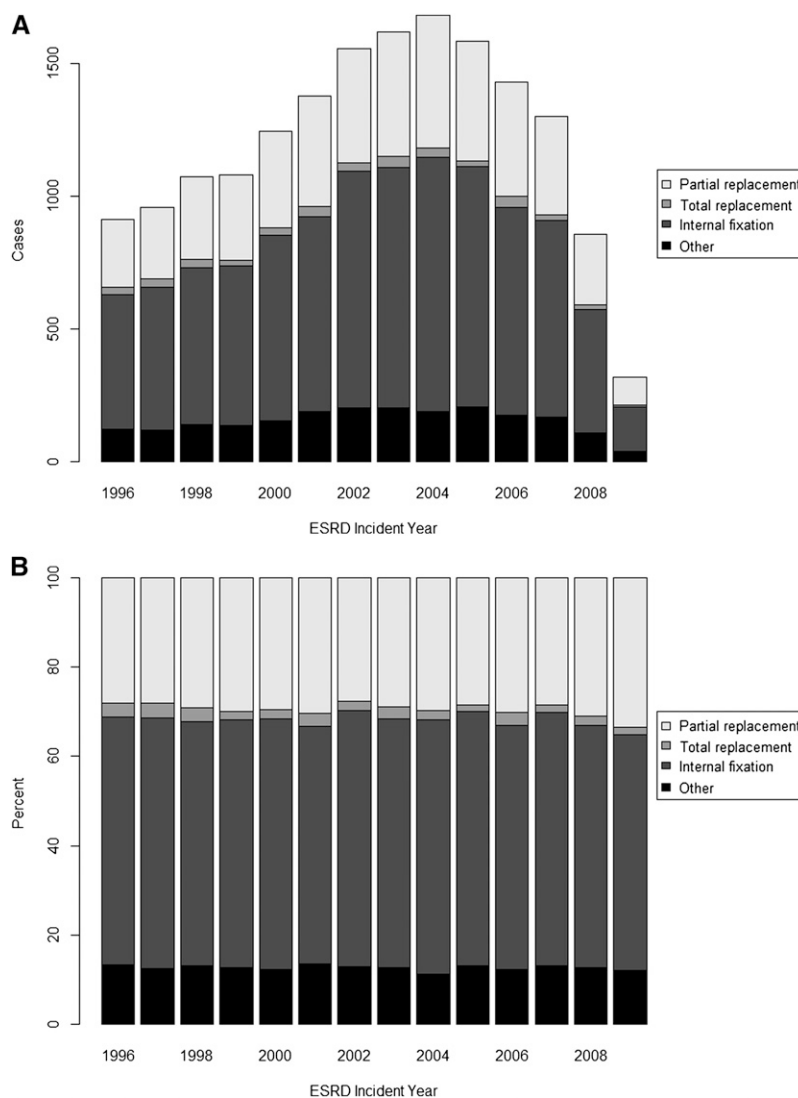 A
1500
1000
500
0
Cases
Partial replacement
Total replacement
Internal fixation
Other
1996 1998 2000 2002 2004 2006 2008
ESRD Incident Year
B
100
80
60
40
20
0
Percent
Partial replacement
Total replacement
Internal fixation
Other
1996 1998 2000 2002 2004 2006 2008
ESRD Incident Year